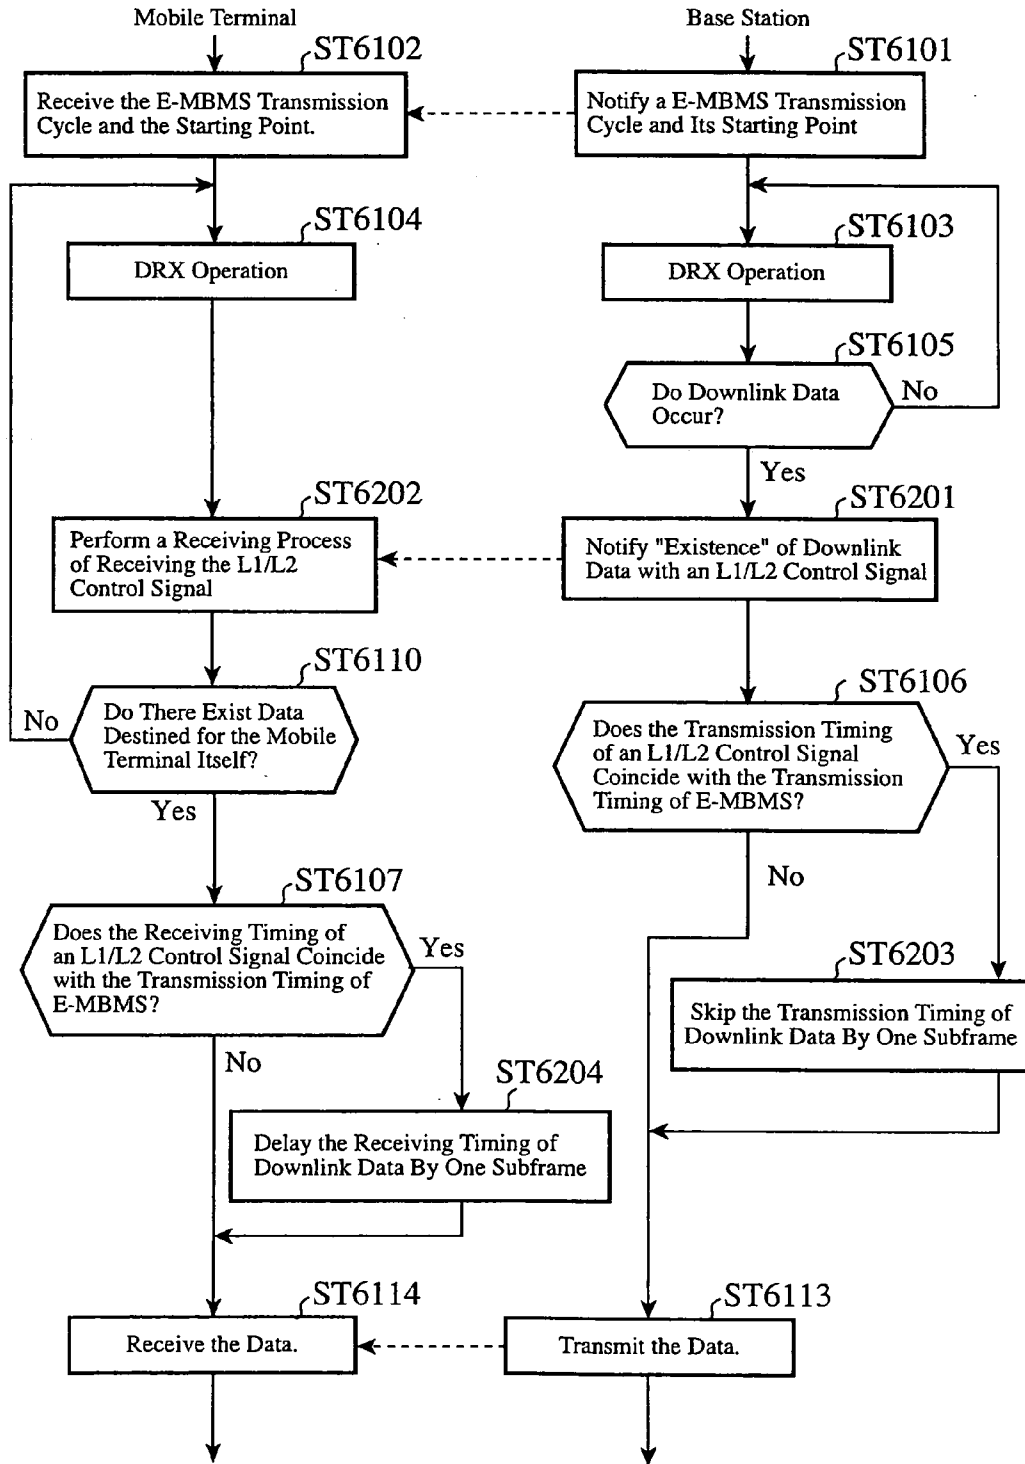 Mobile Terminal
Base Station
ST6102
ST6101
Receive the E-MBMS Transmission
Cycle and the Starting Point.
Notify a E-MBMS Transmission
Cycle and Its Starting Point
ST6104
ST6103
DRX Operation
DRX Operation
ST6105
Do Downlink Data
Occur?
No
Yes
ST6202
ST6201
Perform a Receiving Process
of Receiving the L1/L2
Control Signal
Notify "Existence" of Downlink
Data with an L1/L2 Control Signal
ST6110
ST6106
No
Do There Exist Data
Destined for the Mobile
Terminal Itself?
Yes
Does the Transmission Timing
of an L1/L2 Control Signal
Coincide with the Transmission
Timing of E-MBMS?
Yes
No
ST6107
Does the Receiving Timing of
an L1/L2 Control Signal Coincide
with the Transmission Timing of
E-MBMS?
Yes
No
ST6203
Skip the Transmission Timing of
Downlink Data By One Subframe
ST6204
Delay the Receiving Timing of
Downlink Data By One Subframe
ST6114
ST6113
Receive the Data.
Transmit the Data.